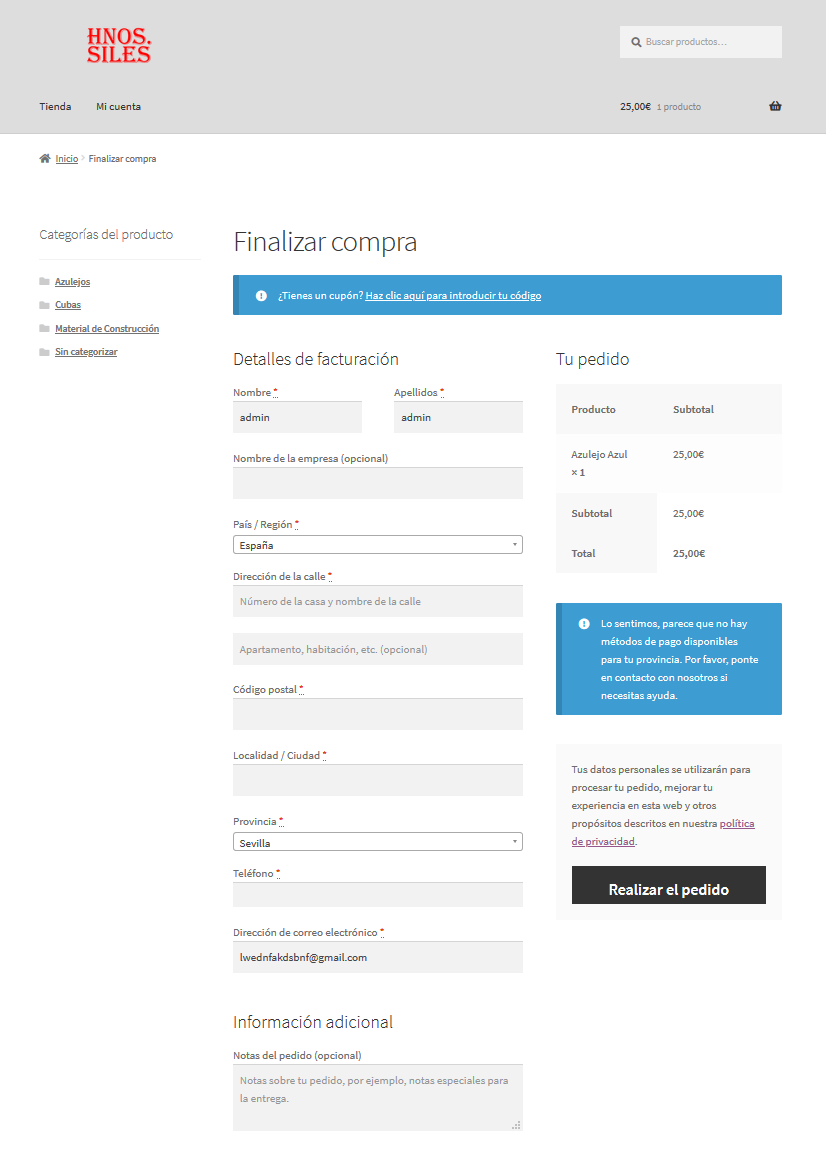 HNOS.
SILES
Buscar productos…
Tienda
Mi cuenta
25,00€ 1 producto
Inicio
Finalizar compra
Categorías del producto
Azulejos
Cubas
Material de Construcción
Sin categorizar
Finalizar compra
¿Tienes un cupón? Haz clic aquí para introducir tu código
Detalles de facturación
Nombre *
Apellidos *
admin
admin
Nombre de la empresa (opcional)
País / Región *
España
Dirección de la calle *
Número de la casa y nombre de la calle
Apartamento, habitación, etc. (opcional)
Código postal *
Localidad / Ciudad *
Provincia *
Sevilla
Teléfono *
Dirección de correo electrónico *
lwednfakdsbnf@gmail.com
Información adicional
Notas del pedido (opcional)
Notas sobre tu pedido, por ejemplo, notas especiales para
la entrega.
Tu pedido
Producto Subtotal
Azulejo Azul 25,00€
× 1
Subtotal 25,00€
Total 25,00€
Lo sentimos, parece que no hay
métodos de pago disponibles
para tu provincia. Por favor, ponte
en contacto con nosotros si
necesitas ayuda.
Tus datos personales se utilizarán para
procesar tu pedido, mejorar tu
experiencia en esta web y otros
propósitos descritos en nuestra política
de privacidad.
Realizar el pedido